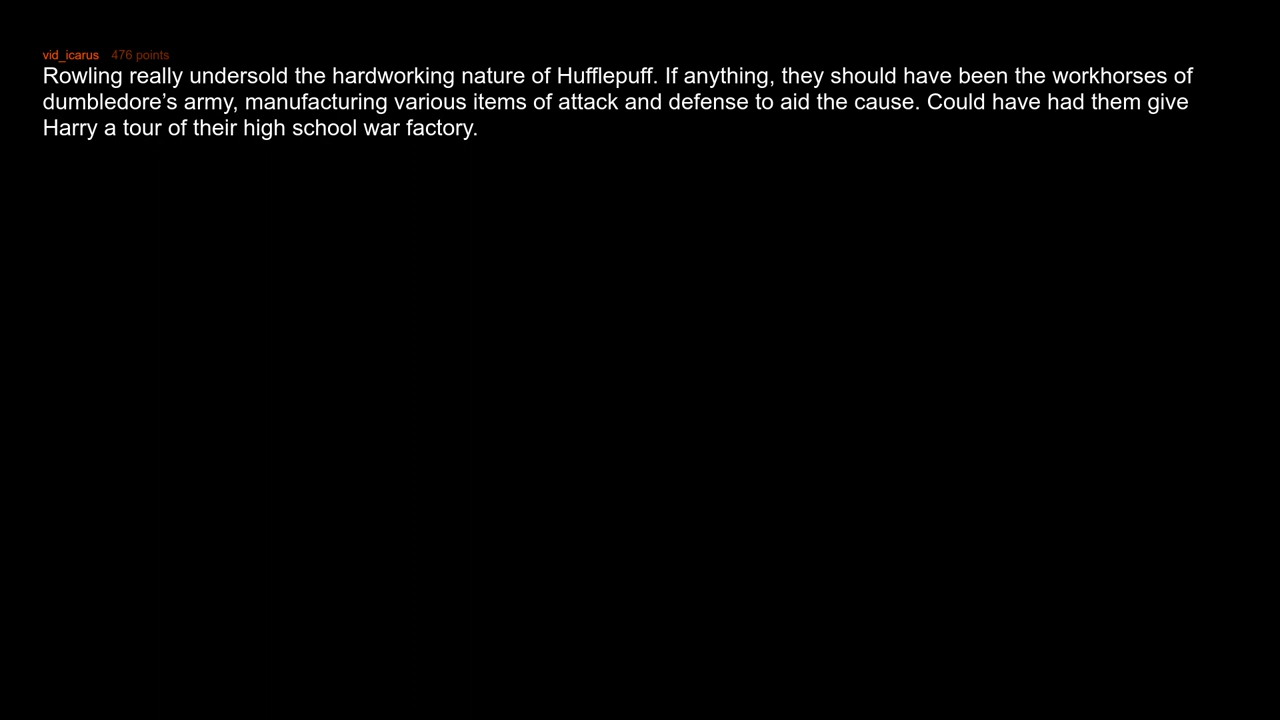 vid_icarus 476 points
Rowling really undersold the hardworking nature of Hufflepuff. If anything, they should have been the workhorses of
dumbledore’s army, manufacturing various items of attack and defense to aid the cause. Could have had them give
Harry a tour of their high school war factory.